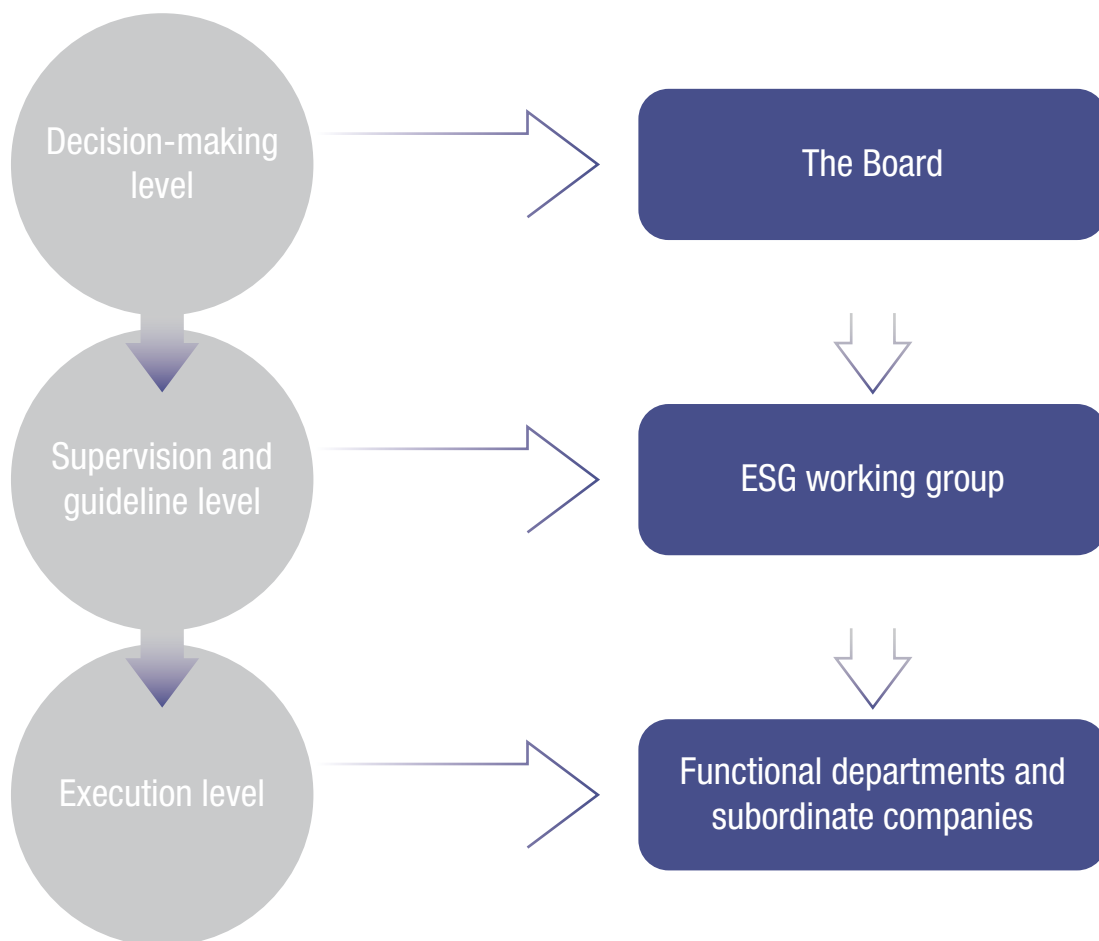 Decision-making
level
The Board
Supervision and
guideline level
ESG working group
Execution level
Functional departments and
subordinate companies